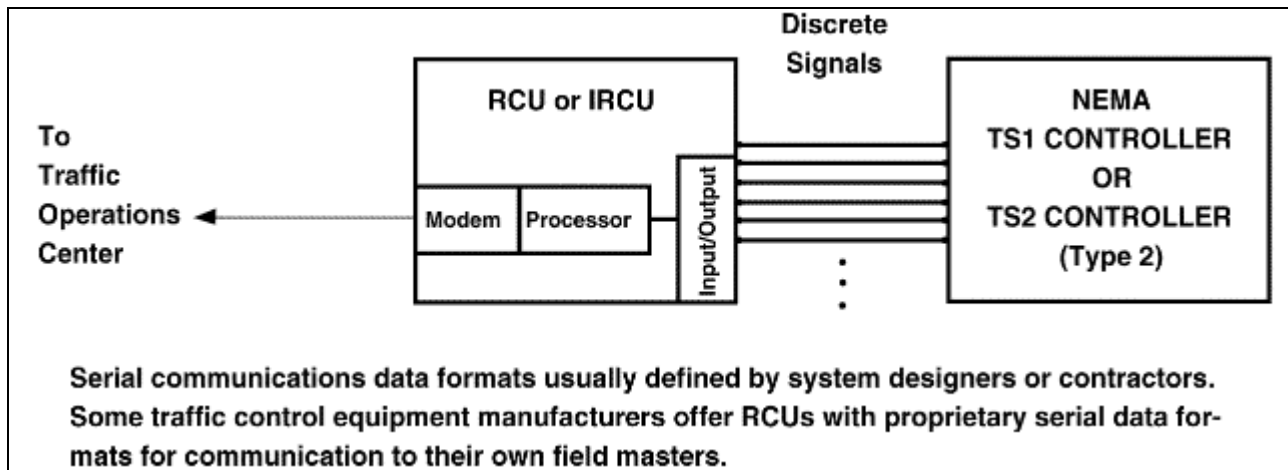 Discrete
Signals
RCU or IRCU
NEMA
TS1 CONTROLLER
OR
TS2 CONTROLLER
(Type 2)
To
Traffic
Operations
Center
Modem
Processor
Input/Output
Serial communications data formats usually defined by system designers or contractors.
Some traffic control equipment manufacturers offer RCUs with proprietary serial data for-
mats for communication to their own field masters.